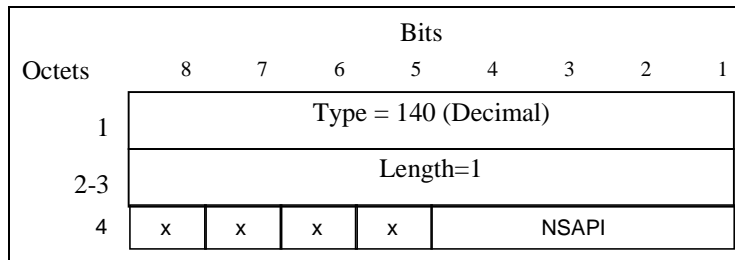 Bits
Octets 8 7 6 5 4 3 2 1
1 Type = 140 (Decimal)
2-3 Length=1
4 x x x x NSAPI